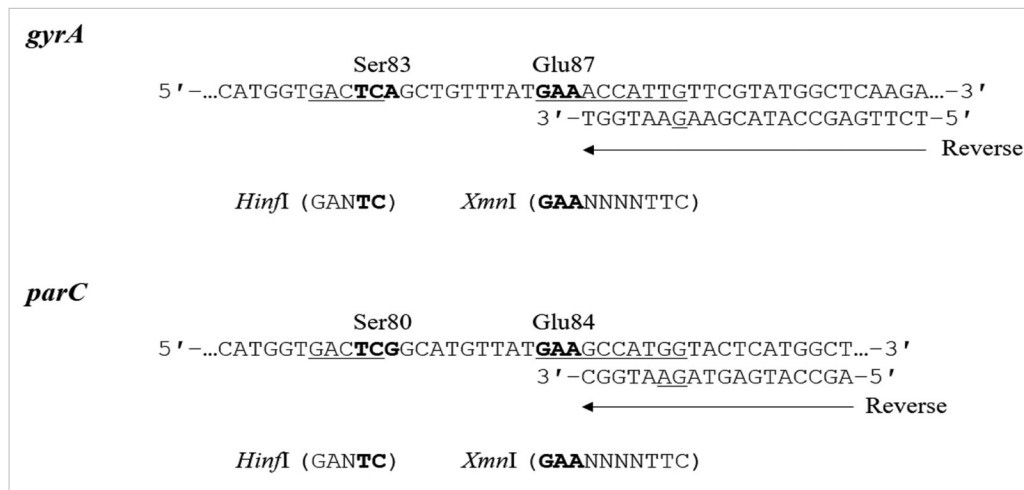 gyrA
Ser83 Glu87
5′–…CATGGTGACTCAGCTGTTTATGAAACCATTGTTCGTATGGCTCAAGA…–3′
3′–TGGTAAGAAGCATACCGAGTTCT–5′
Reverse
HinfI (GANTC) XmnI (GAANNNNTTC)
parC
Ser80 Glu84
5′–…CATGGTGACTCGGCATGTTATGAAGCCATGGTACTCATGGCT…–3′
3′–CGGTAAGATGAGTACCGA–5′
Reverse
HinfI (GANTC) XmnI (GAANNNNTTC)